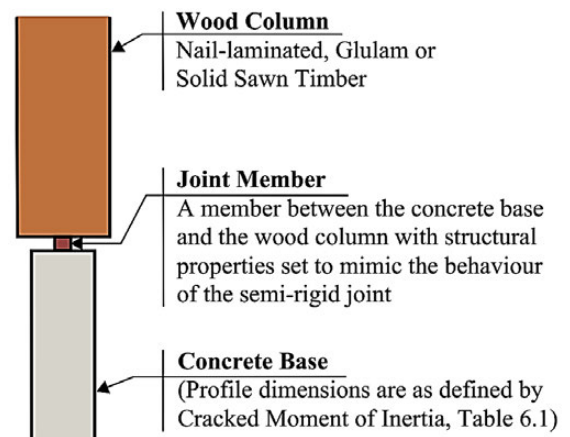 Wood Column
Nail-laminated, Glulam or
Solid Sawn Timber
Joint Member
A member between the concrete base
and the wood column with structural
properties set to mimic the behaviour
of the semi-rigid joint
Concrete Base
(Profile dimensions are as defined by
Cracked Moment of Inertia, Table 6.1)